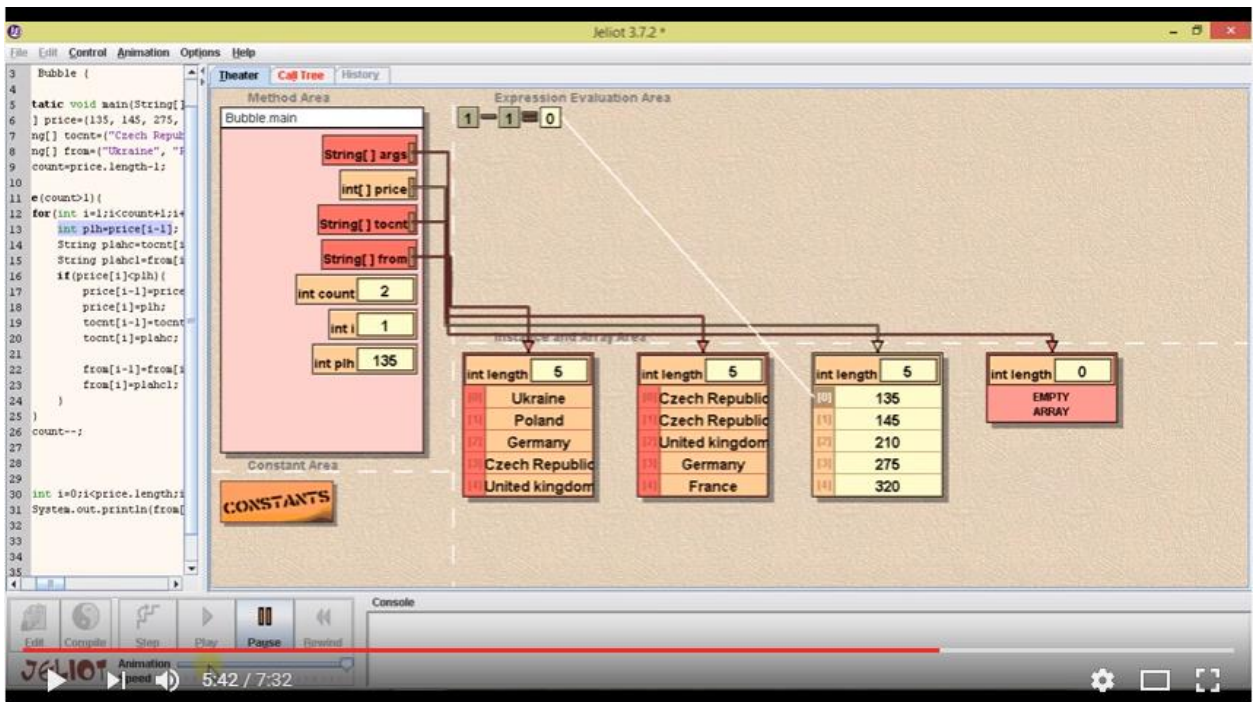 Jeliot 3.7.2 *
File Edit Control Animation Options Help
3 Bubble {
4
5 tatic void main(String[]
6 ] price={135, 145, 275,
7 ng[] tocnt={"Czech Repub
8 ng[] from={"Ukraine", "P
9 count=price.length-1;
10
11 e(count>1){
12 for(int i=1;i<count+1;i+
13 int plh=price[i-1];
14 String plahc=tocnt[i
15 String plahc1=from[i
16 if(price[i]<plh){
17 price[i-1]=price
18 price[i]=plh;
19 tocnt[i-1]=tocnt
20 tocnt[i]=plahc;
21
22 from[i-1]=from[i
23 from[i]=plahc1;
24 }
25 )
26 count--;
27
28
29
30 int i=0;i<price.length;i
31 System.out.println(from[
32
33
34
35
Theater Call Tree History
Method Area
Bubble.main
String[ ] args
int[ ] price
String[ ] tocnt
String[ ] from
int count 2
int i 1
int plh 135
Expression Evaluation Area
1 - 1 = 0
Constant Area
CONSTANTS
Instance and Array Area
int length 5
[0] Ukraine
[1] Poland
[2] Germany
[3] Czech Republic
[4] United kingdom
int length 5
[0] Czech Republic
[1] Czech Republic
[2] United kingdom
[3] Germany
[4] France
int length 5
[0] 135
[1] 145
[2] 210
[3] 275
[4] 320
int length 0
EMPTY
ARRAY
Edit Compile Step Play Pause Rewind
Console
JELIOT
Animation
Speed
5:42 / 7:32